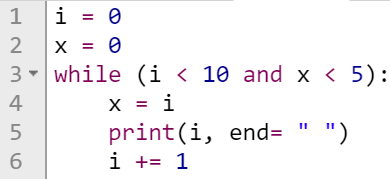 1 i = 0
2 x = 0
3 while (i < 10 and x < 5):
4     x = i
5     print(i, end= " ")
6     i += 1